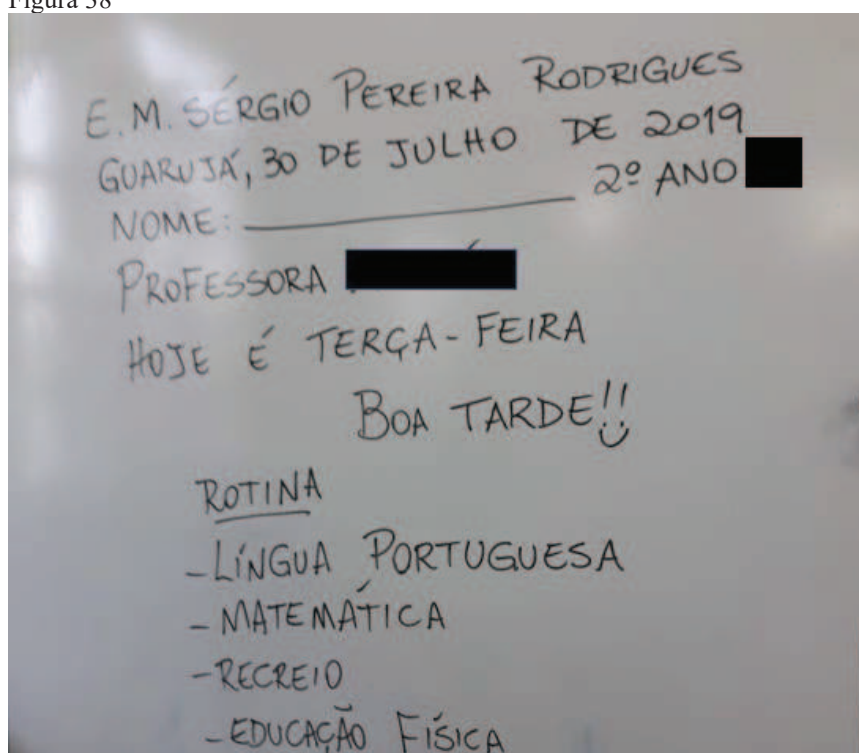 Figura 38
E.M. SÉRGIO PEREIRA RODRIGUES
GUARUJÁ, 30 DE JULHO DE 2019
NOME: ____________ 2º ANO
PROFESSORA
HOJE É TERÇA-FEIRA
BOA TARDE!!
ROTINA
-LÍNGUA PORTUGUESA
-MATEMÁTICA
-RECREIO
-EDUCAÇÃO FÍSICA